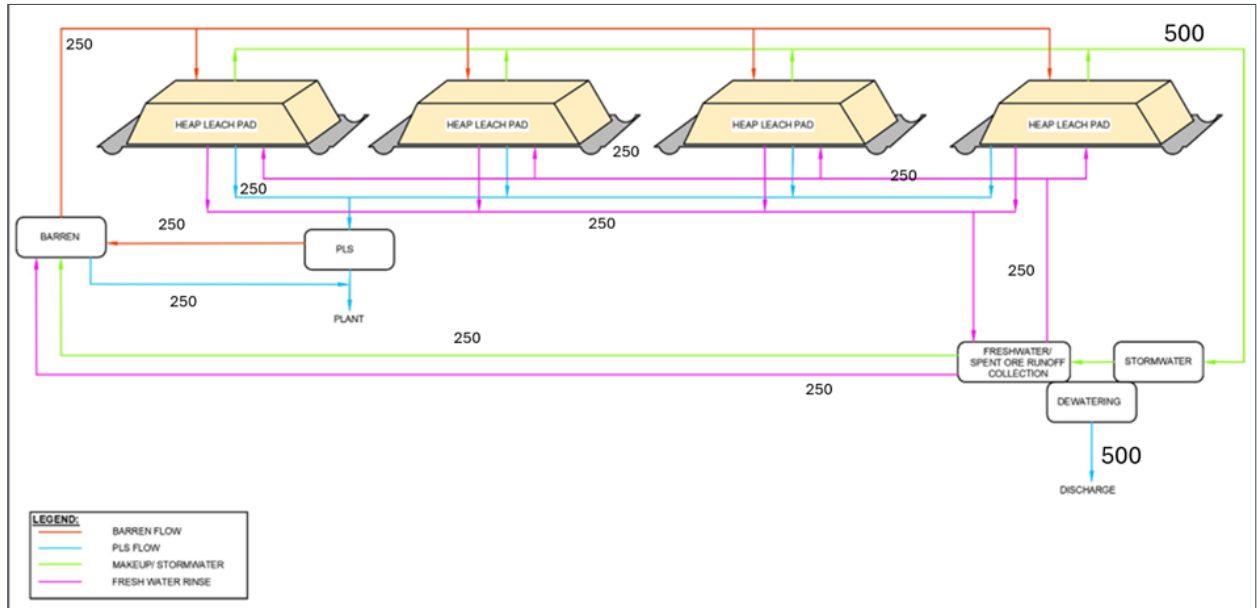 250
500
HEAP LEACH PAD
HEAP LEACH PAD
HEAP LEACH PAD
HEAP LEACH PAD
250
250
250
250
250
BARREN
PLS
250
250
PLANT
250
FRESHWATER/
SPENT ORE RUNOFF
COLLECTION
STORMWATER
250
DEWATERING
500
DISCHARGE
LEGEND:
BARREN FLOW
PLS FLOW
MAKEUP/ STORMWATER
FRESH WATER RINSE